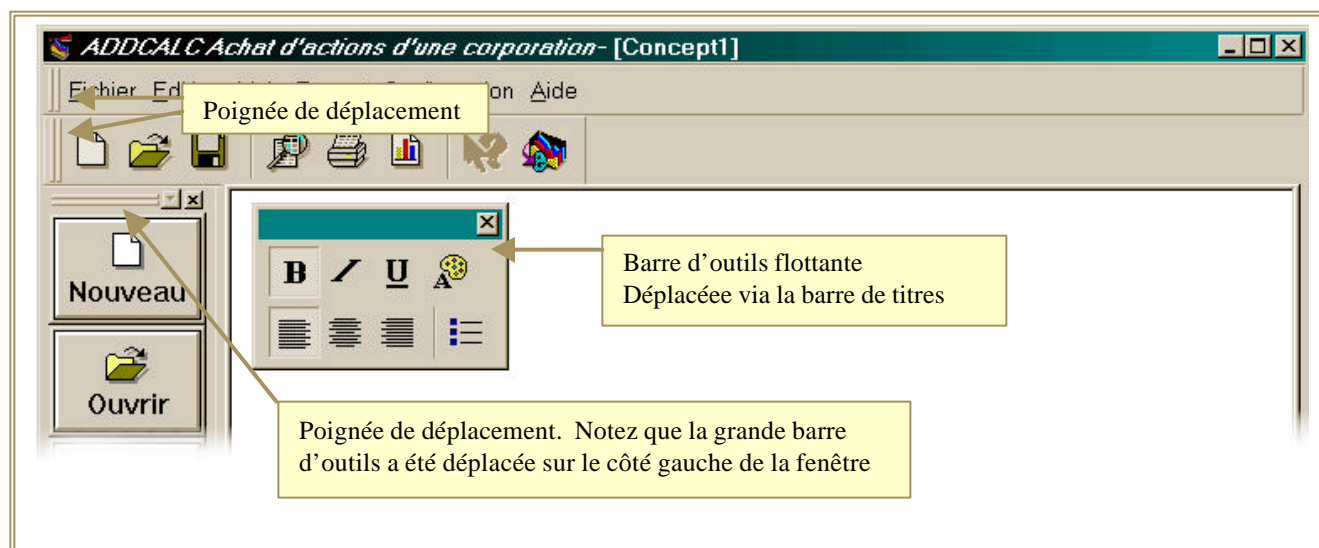 ADDCALC Achat d'actions d'une corporation- [Concept1]
Fichier on Aide
Poignée de déplacement
Nouveau
B I U A
Barre d'outils flottante
Déplacéee via la barre de titres
Ouvrir
Poignée de déplacement. Notez que la grande barre
d'outils a été déplacée sur le côté gauche de la fenêtre